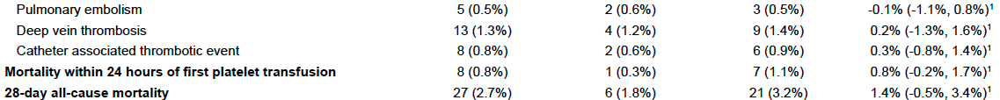 Pulmonary embolism 5 (0.5%) 2 (0.6%) 3 (0.5%) -0.1% (-1.1%, 0.8%)¹
Deep vein thrombosis 13 (1.3%) 4 (1.2%) 9 (1.4%) 0.2% (-1.3%, 1.6%)¹
Catheter associated thrombotic event 8 (0.8%) 2 (0.6%) 6 (0.9%) 0.3% (-0.8%, 1.4%)¹
Mortality within 24 hours of first platelet transfusion 8 (0.8%) 1 (0.3%) 7 (1.1%) 0.8% (-0.2%, 1.7%)¹
28-day all-cause mortality 27 (2.7%) 6 (1.8%) 21 (3.2%) 1.4% (-0.5%, 3.4%)¹